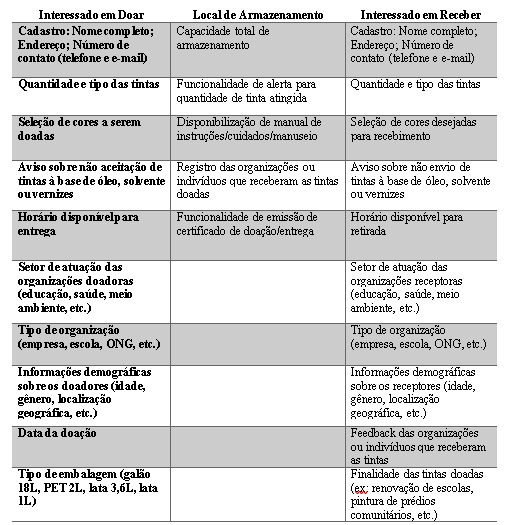 Interessado em Doar	Local de Armazenamento	Interessado em Receber
Cadastro: Nome completo;	Capacidade total de	Cadastro: Nome completo;
Endereço; Número de	armazenamento	Endereço; Número de
contato (telefone e e-mail)		contato (telefone e e-mail)
Quantidade e tipo das tintas	Funcionalidade de alerta para	Quantidade e tipo das tintas
	quantidade de tinta atingida
Seleção de cores a serem	Disponibilização de manual de	Seleção de cores desejadas
doadas	instruções/cuidados/manuseio	para recebimento
Aviso sobre não aceitação de	Registro das organizações ou	Aviso sobre não envio de
tintas à base de óleo, solvente	indivíduos que receberam as tintas	tintas à base de óleo, solvente
ou vernizes	doadas	ou vernizes
Horário disponível para	Funcionalidade de emissão de	Horário disponível para
entrega	certificado de doação/entrega	retirada
Setor de atuação das		Setor de atuação das
organizações doadoras		organizações receptoras
(educação, saúde, meio		(educação, saúde, meio
ambiente, etc.)		ambiente, etc.)
Tipo de organização		Tipo de organização
(empresa, escola, ONG, etc.)		(empresa, escola, ONG, etc.)
Informações demográficas		Informações demográficas
sobre os doadores (idade,		sobre os receptores (idade,
gênero, localização		gênero, localização
geográfica, etc.)		geográfica, etc.)
Data da doação		Feedback das organizações
		ou indivíduos que receberam
		as tintas
Tipo de embalagem (galão		Finalidade das tintas doadas
18L, PET 2L, lata 3,6L, lata		(ex: renovação de escolas,
1L)		pintura de prédios
		comunitários, etc.)